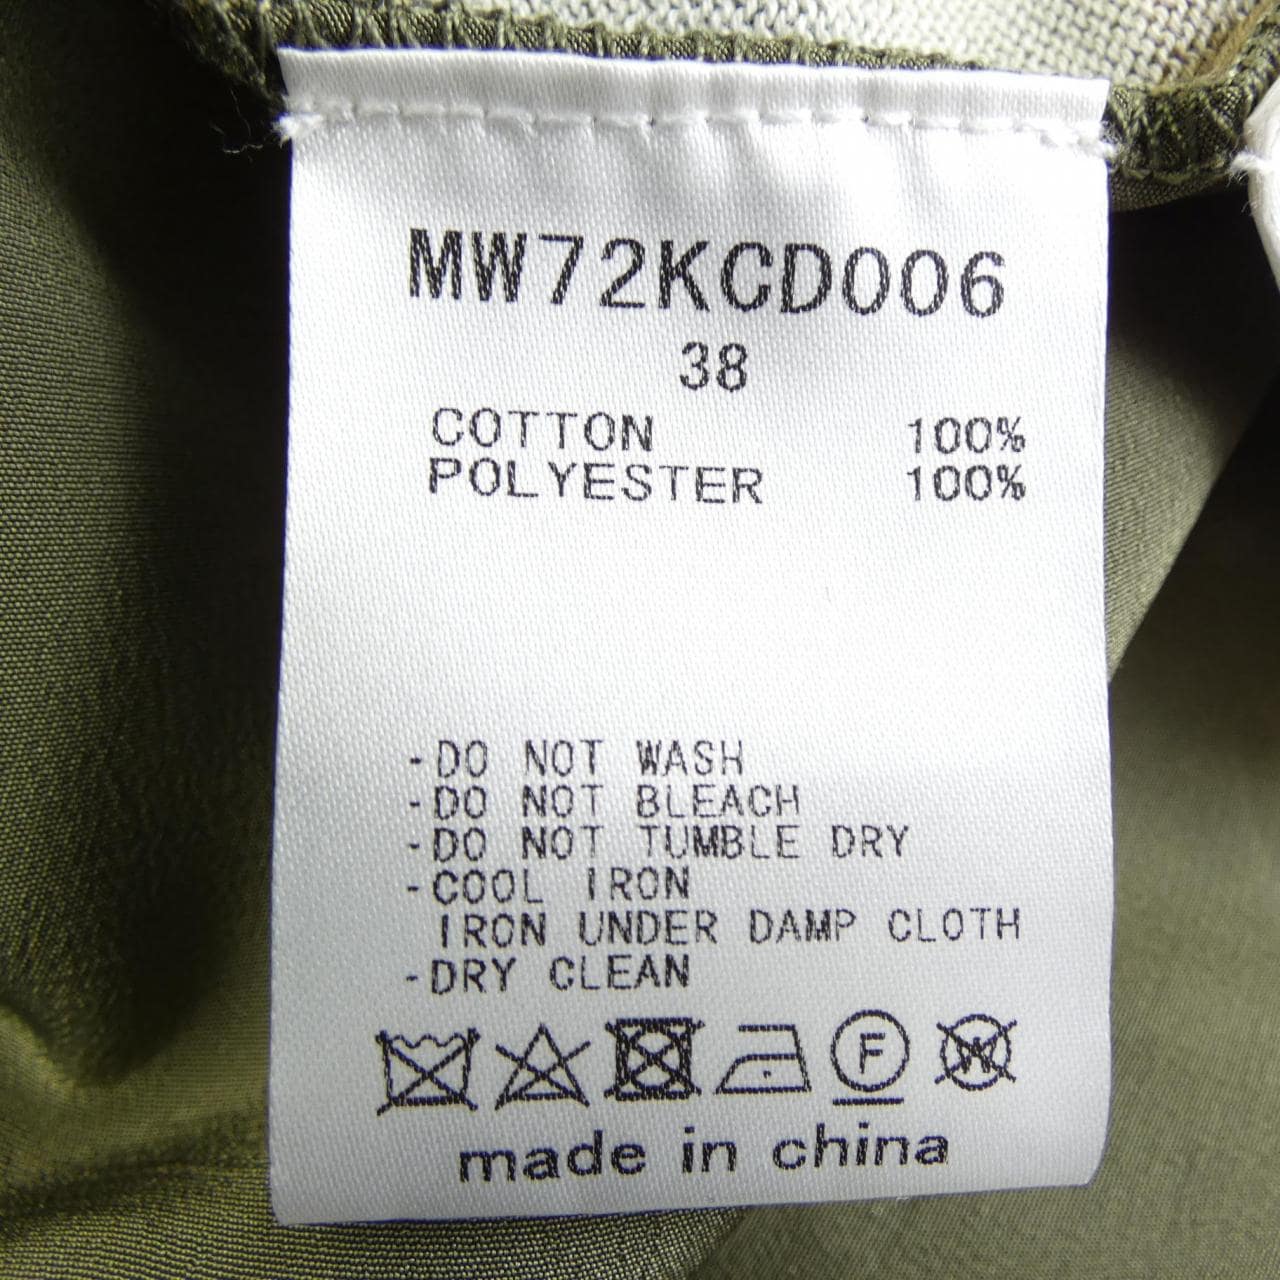 MW72KCD006
38
COTTON 100%
POLYESTER 100%
-DO NOT WASH
-DO NOT BLEACH
-DO NOT TUMBLE DRY
-COOL IRON
IRON UNDER DAMP CLOTH
-DRY CLEAN
F W
made in china